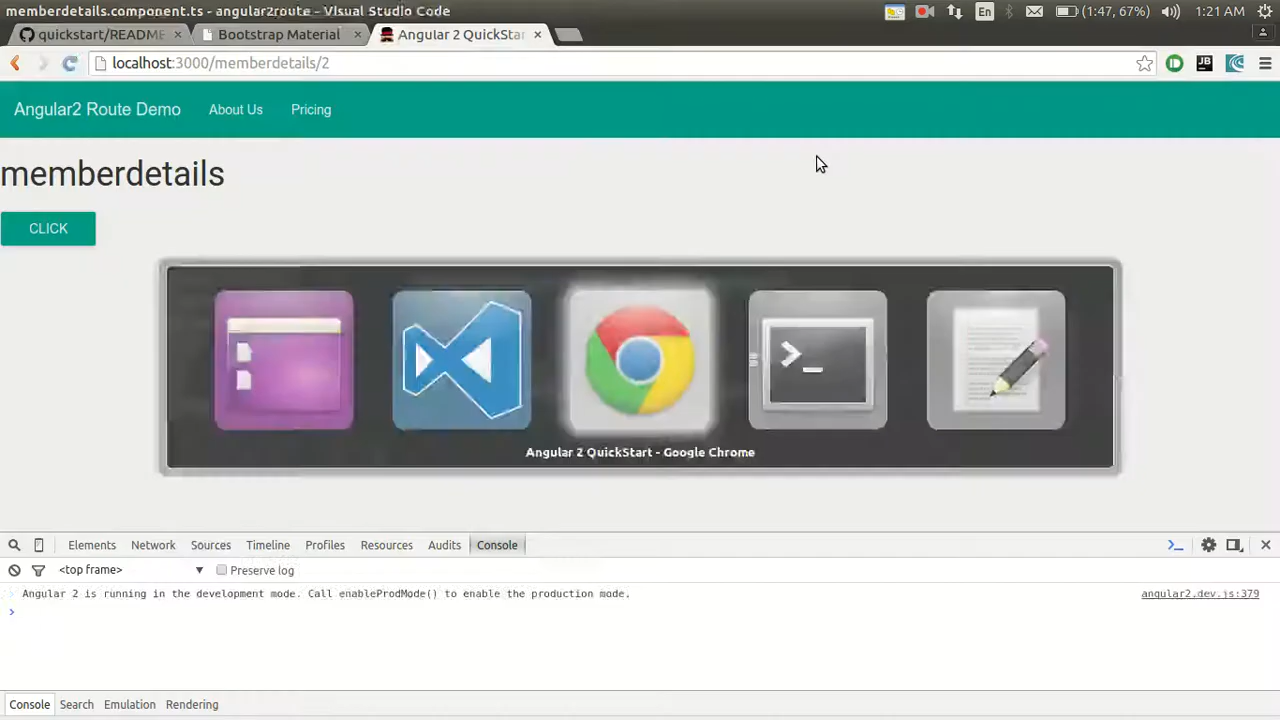 memberdetails.component.ts - angular2route - Visual Studio Code
En
(1:47, 67%)
1:21 AM
quickstart/README
Bootstrap Material
Angular 2 QuickStar
localhost:3000/memberdetails/2
JB
Angular2 Route Demo
About Us
Pricing
memberdetails
CLICK
Angular 2 QuickStart - Google Chrome
Elements
Network
Sources
Timeline
Profiles
Resources
Audits
Console
<top frame>
Preserve log
Angular 2 is running in the development mode. Call enableProdMode() to enable the production mode.
angular2.dev.js:379
Console
Search
Emulation
Rendering